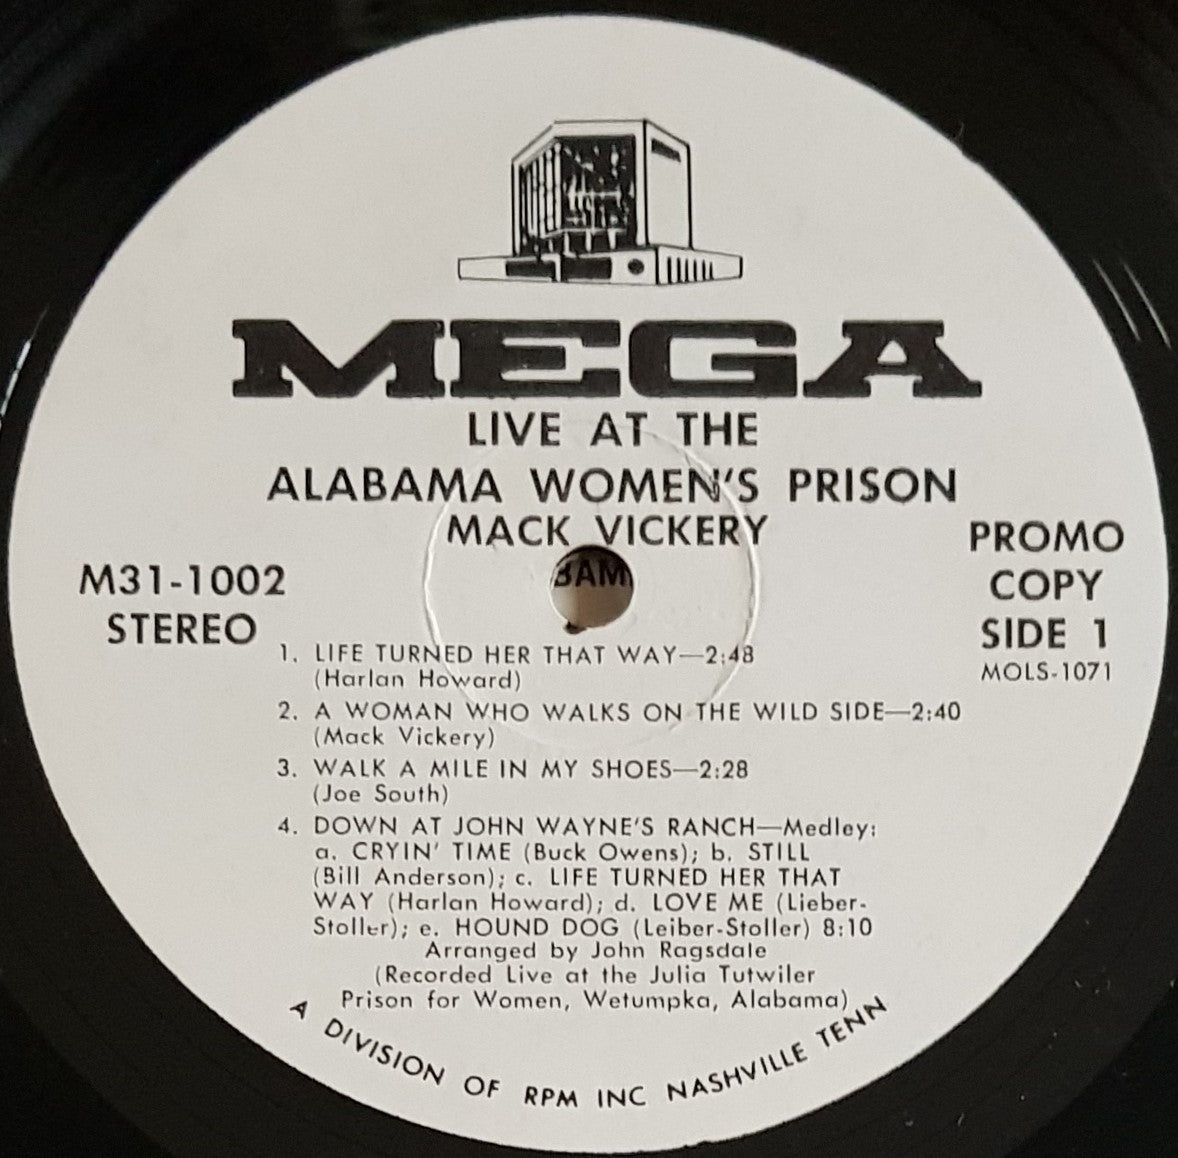 MEGA
LIVE AT THE
ALABAMA WOMEN'S PRISON
MACK VICKERY
M31-1002
STEREO
PROMO
COPY
SIDE 1
MOLS-1071
BAM
1. LIFE TURNED HER THAT WAY—2:48
(Harlan Howard)
2. A WOMAN WHO WALKS ON THE WILD SIDE—2:40
(Mack Vickery)
3. WALK A MILE IN MY SHOES—2:28
(Joe South)
4. DOWN AT JOHN WAYNE'S RANCH—Medley:
a. CRYIN' TIME (Buck Owens); b. STILL
(Bill Anderson); c. LIFE TURNED HER THAT
WAY (Harlan Howard); d. LOVE ME (Lieber-
Stoller); e. HOUND DOG (Leiber-Stoller) 8:10
Arranged by John Ragsdale
(Recorded Live at the Julia Tutwiler
Prison for Women, Wetumpka, Alabama)
A DIVISION OF RPM INC NASHVILLE TENN